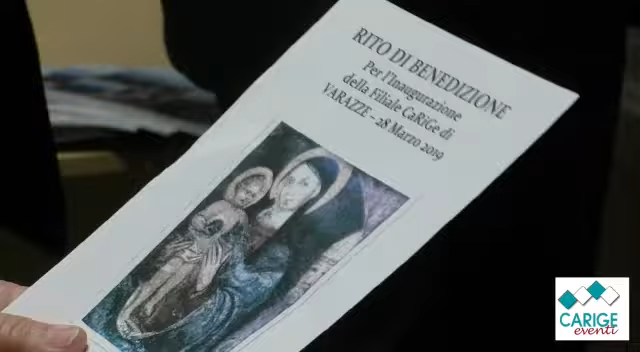 RITO DI BENEDIZIONE
Per l'Inaugurazione
della Filiale CaRiGe di
VARAZZE - 28 Marzo 2019
CARIGE
eventi